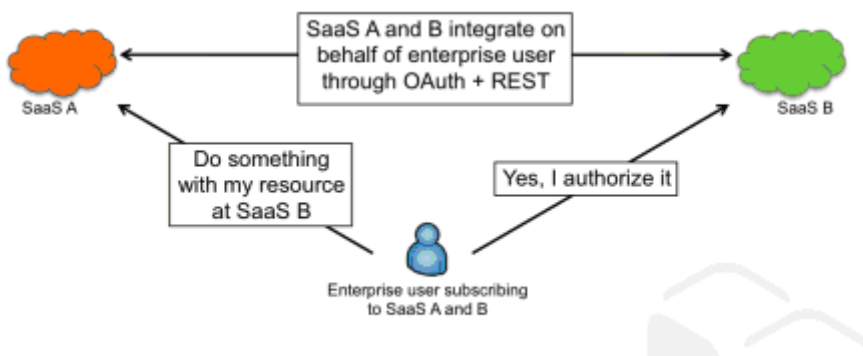 SaaS A and B integrate on
behalf of enterprise user
through OAuth + REST
SaaS A
SaaS B
Do something
with my resource
at SaaS B
Yes, I authorize it
Enterprise user subscribing
to SaaS A and B